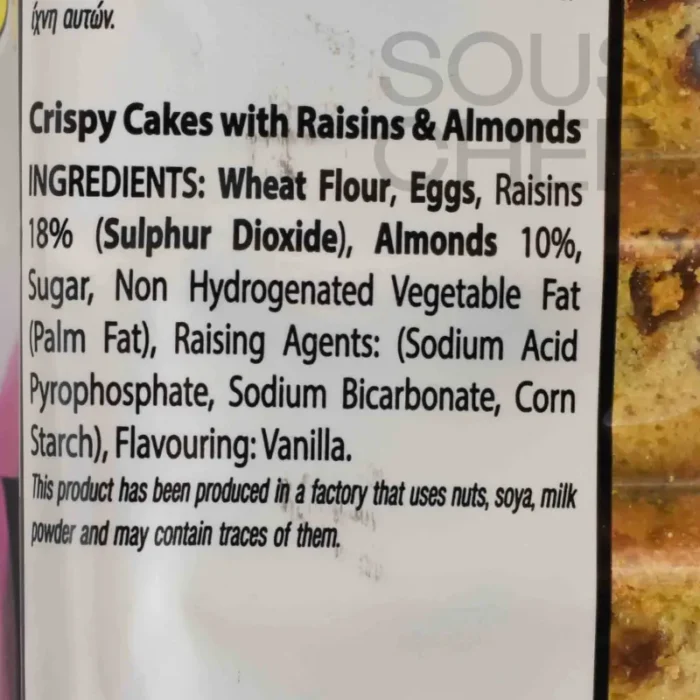 ίχνη αυτών.
SOUS
CHEF
Crispy Cakes with Raisins & Almonds
INGREDIENTS: Wheat Flour, Eggs, Raisins
18% (Sulphur Dioxide), Almonds 10%,
Sugar, Non Hydrogenated Vegetable Fat
(Palm Fat), Raising Agents: (Sodium Acid
Pyrophosphate, Sodium Bicarbonate, Corn
Starch), Flavouring: Vanilla.
This product has been produced in a factory that uses nuts, soya, milk
powder and may contain traces of them.